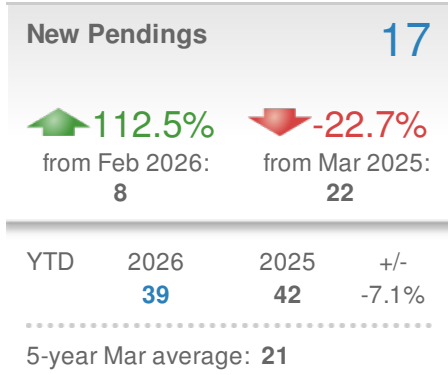 New Pendings 17
112.5% -22.7%
from Feb 2026: from Mar 2025:
8 22
YTD 2026 2025 +/-
39 42 -7.1%
5-year Mar average: 21